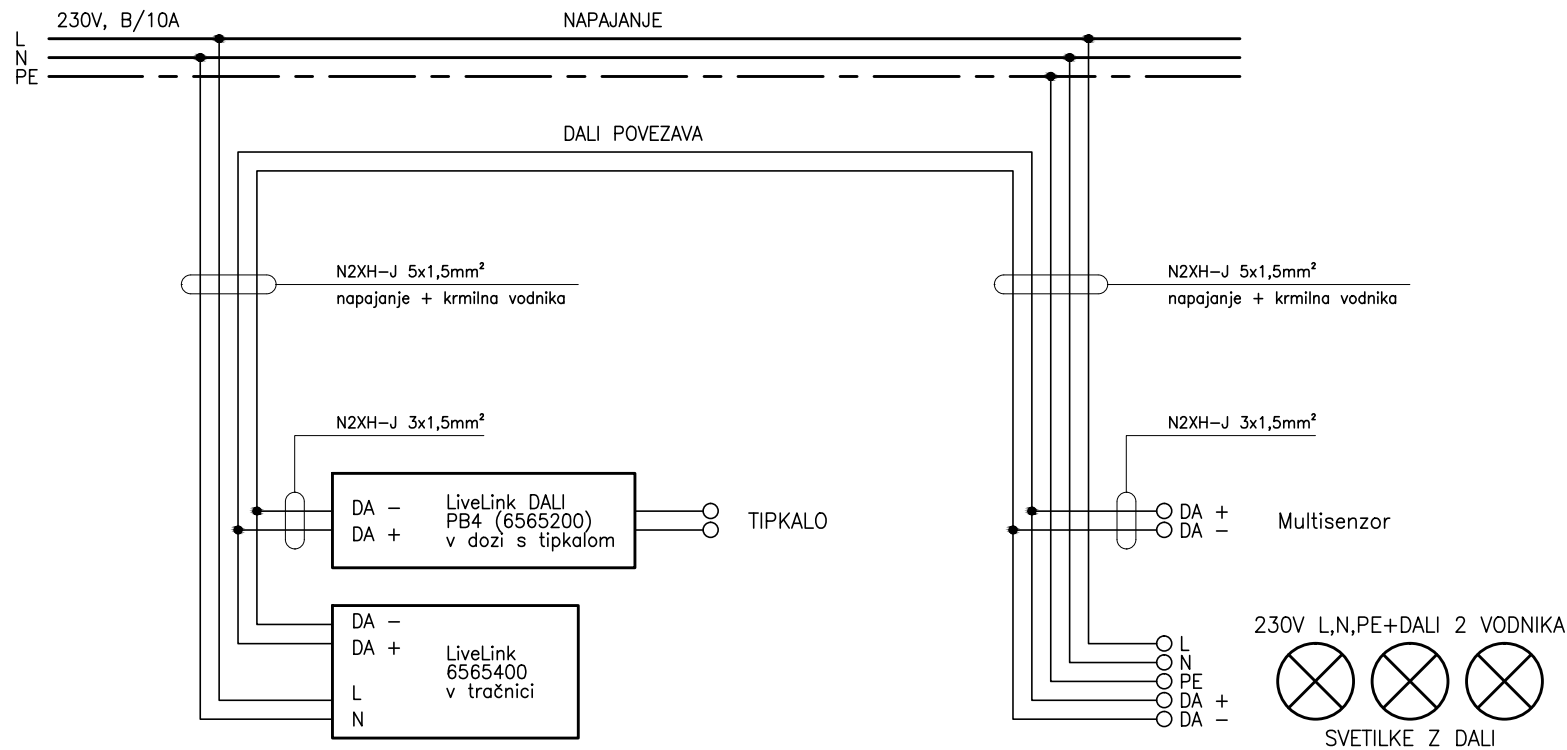 230V, B/10A
NAPAJANJE
L
N
PE
DALI POVEZAVA
N2XH-J 5x1,5mm²
napajanje + krmilna vodnika
N2XH-J 5x1,5mm²
napajanje + krmilna vodnika
N2XH-J 3x1,5mm²
N2XH-J 3x1,5mm²
DA -
DA +
LiveLink DALI
PB4 (6565200)
v dozi s tipkalom
TIPKALO
DA +
DA -
Multisenzor
DA -
DA +
L
N
LiveLink
6565400
v tračnici
L
N
PE
DA +
DA -
230V L,N,PE+DALI 2 VODNIKA
SVETILKE Z DALI